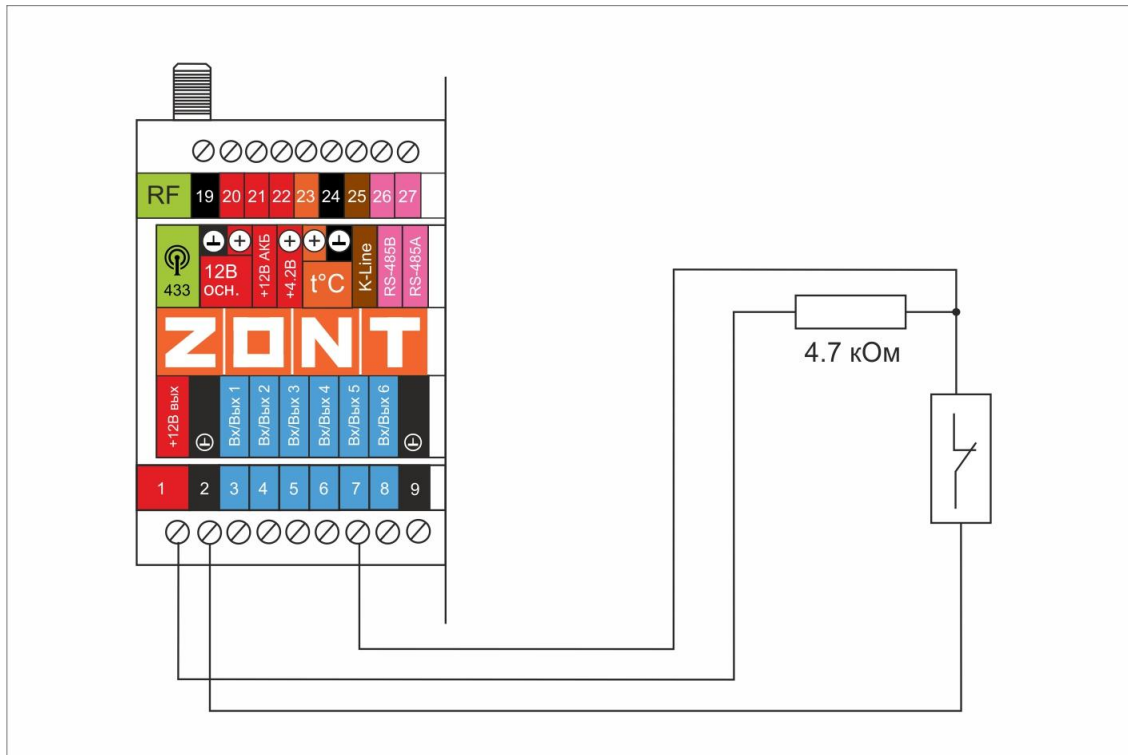 RF 19 20 21 22 23 24 25 26 27
433
12В
осн.
+12В АКБ
+4.2В
t°C
K-Line
RS-485B
RS-485A
ZONT
+12В вых
Вх/Вых 1
Вх/Вых 2
Вх/Вых 3
Вх/Вых 4
Вх/Вых 5
Вх/Вых 6
1 2 3 4 5 6 7 8 9
4.7 кОм